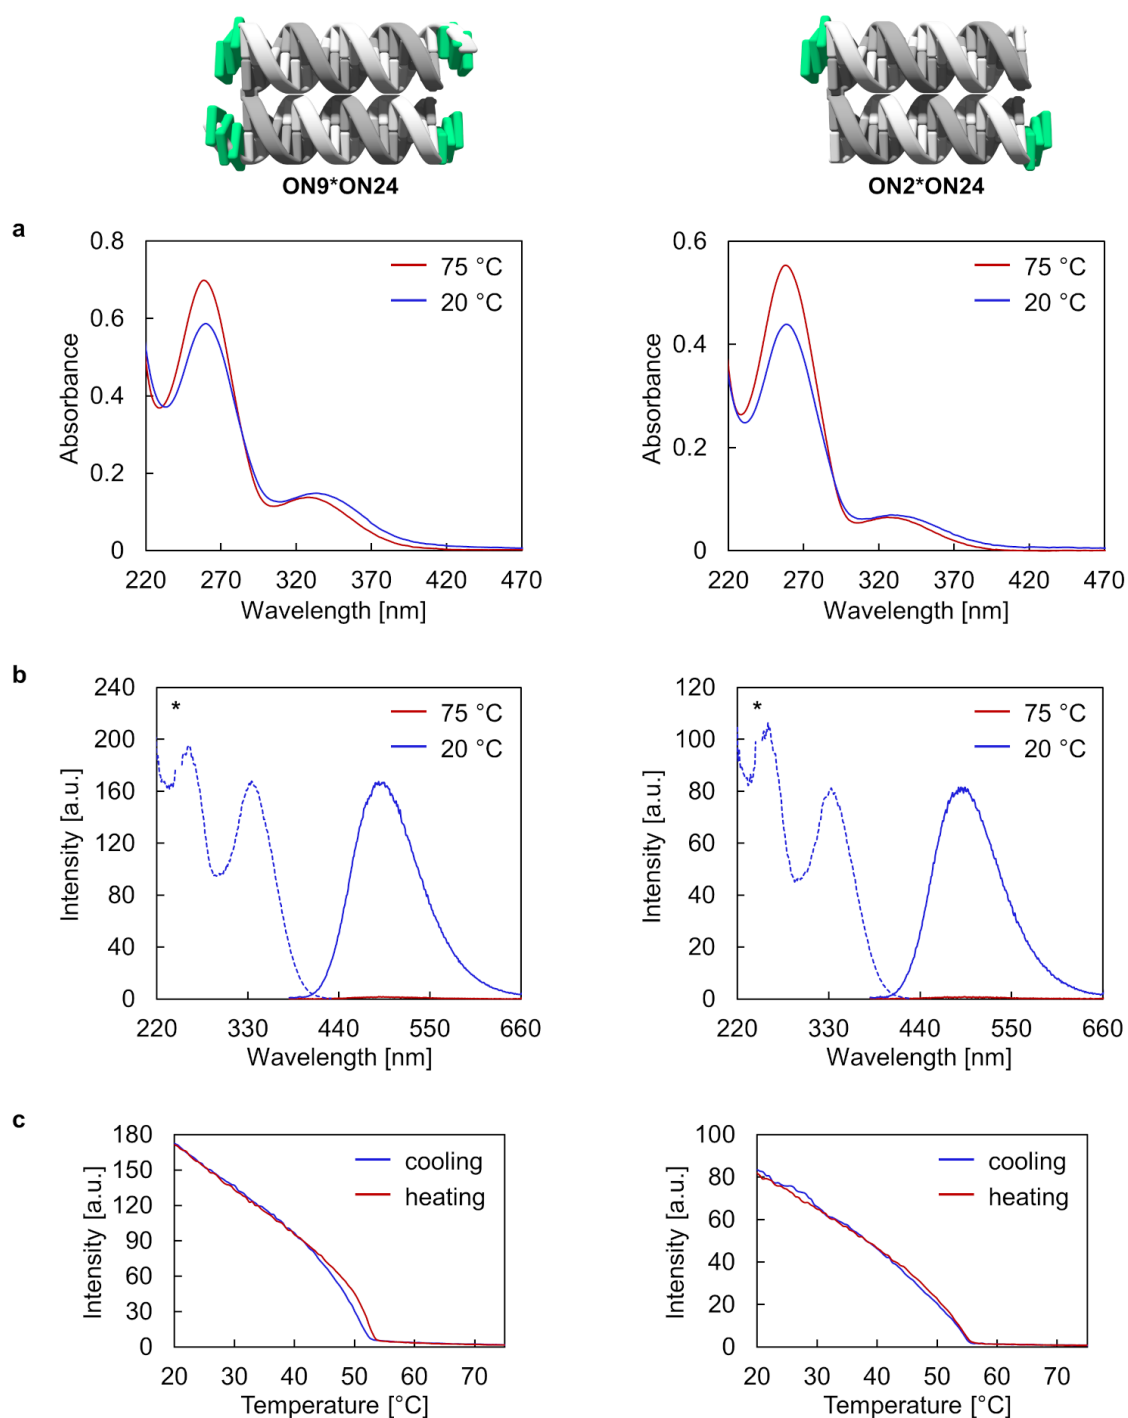 ON9*ON24
ON2*ON24
a
0.8
0.6
0.4
0.2
0
Absorbance
75 °C
20 °C
220 270 320 370 420 470
Wavelength [nm]
0.6
0.4
0.2
0
Absorbance
75 °C
20 °C
220 270 320 370 420 470
Wavelength [nm]
b
240
200
160
120
80
40
0
Intensity [a.u.]
*
75 °C
20 °C
220 330 440 550 660
Wavelength [nm]
120
100
80
60
40
20
0
Intensity [a.u.]
*
75 °C
20 °C
220 330 440 550 660
Wavelength [nm]
c
180
150
120
90
60
30
0
Intensity [a.u.]
cooling
heating
20 30 40 50 60 70
Temperature [°C]
100
80
60
40
20
0
Intensity [a.u.]
cooling
heating
20 30 40 50 60 70
Temperature [°C]